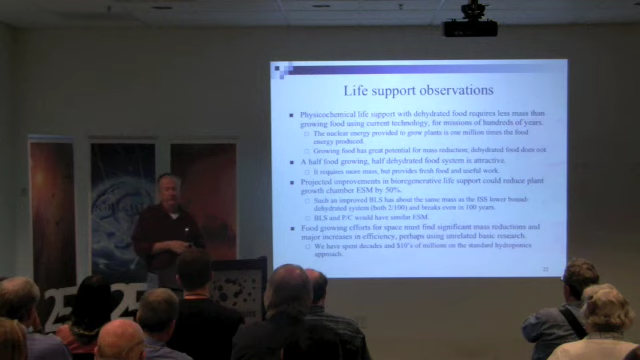 Life support observations
Physicochemical life support with dehydrated food requires less mass than
growing food using current technology, for missions of hundreds of years.
The nuclear energy provided to grow plants is one million times the food
energy produced.
Growing food has great potential for mass reduction; dehydrated food does not.
A half food growing, half dehydrated food system is attractive.
It requires more mass, but provides fresh food and useful work.
Projected improvements in bioregenerative life support could reduce plant
growth chamber ESM by 50%.
Such an improved BLS has about the same mass as the ISS lower bound
dehydrated system (both 2/100) and breaks even in 100 years.
BLS and P/C would have similar ESM.
Food growing efforts for space must find significant mass reductions and
major increases in efficiency, perhaps using unrelated basic research.
We have spent decades and $10's of millions on the standard hydroponics
approach.
25
25